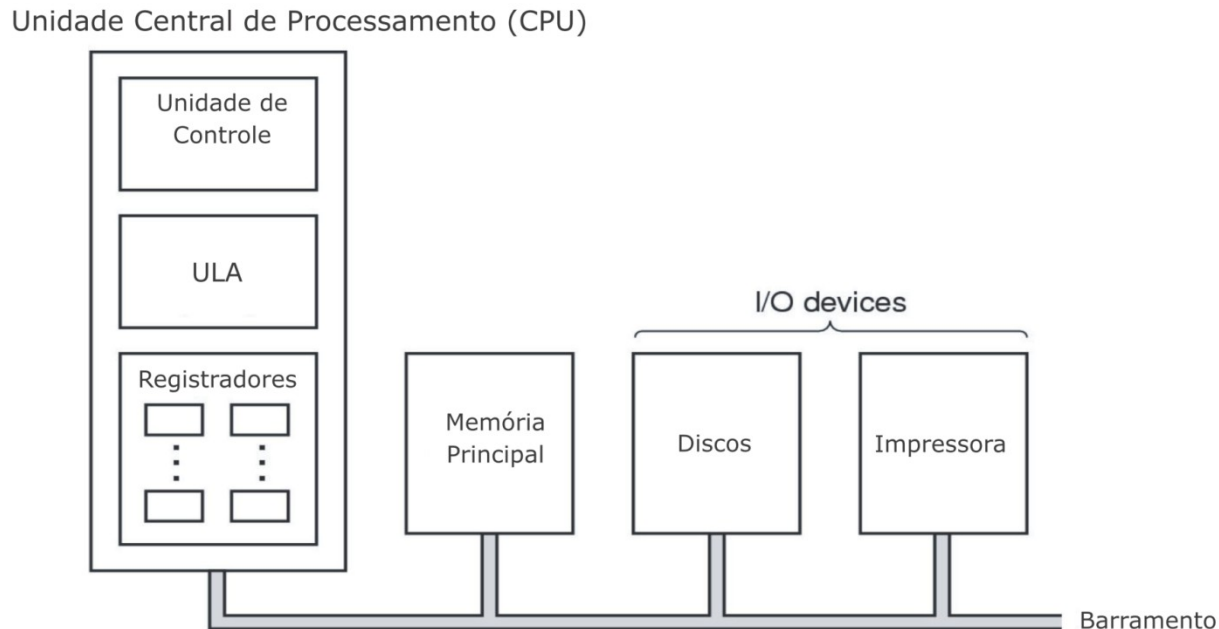 Unidade Central de Processamento (CPU)
Unidade de
Controle
ULA
Registradores
I/O devices
Memória
Principal
Discos
Impressora
Barramento